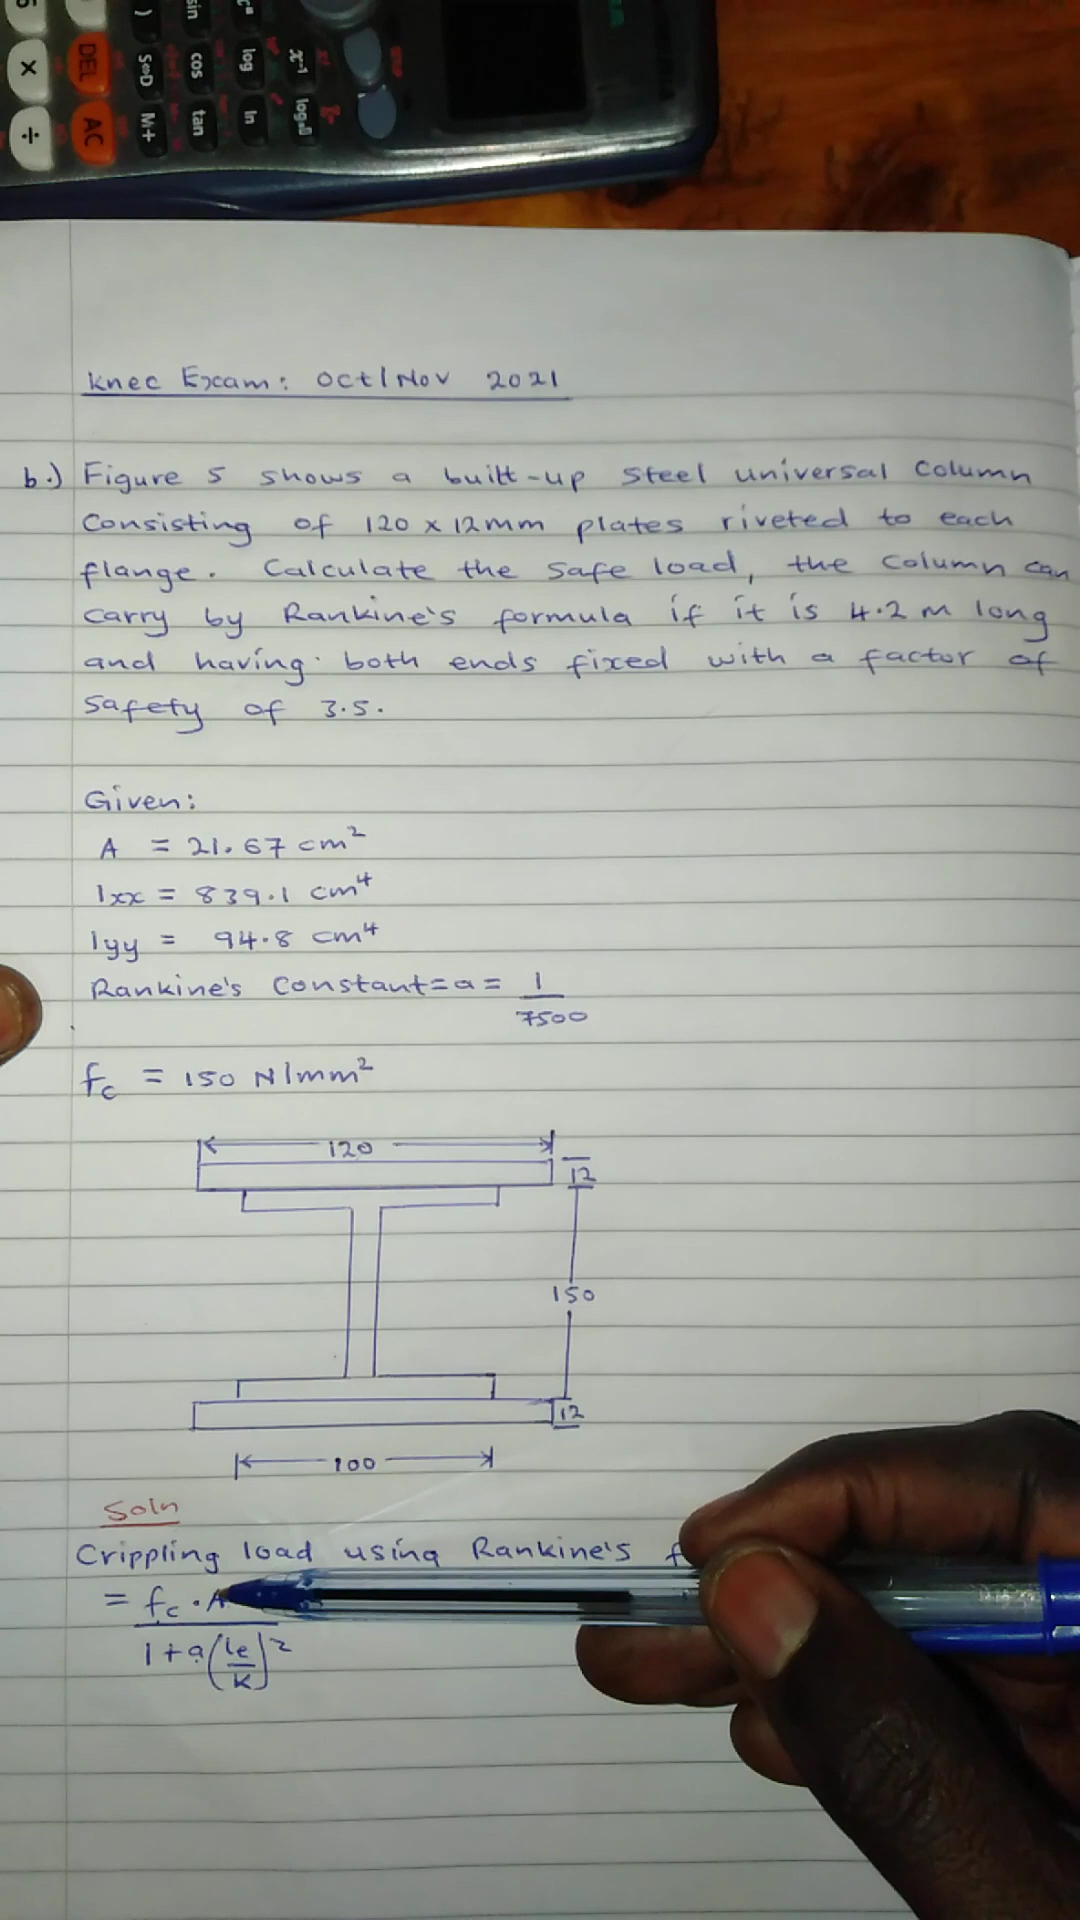 )
S⇔D
M+
DEL
AC
×
÷
sin
cos
tan
log
ln
x⁻¹
log
Knec Exam: Oct/Nov 2021
b.) Figure 5 shows a built-up steel universal column
consisting of 120 x 12mm plates riveted to each
flange. Calculate the safe load, the column can
carry by Rankine's formula if it is 4.2 m long
and having both ends fixed with a factor of
safety of 3.5.
Given:
A = 21.67 cm²
Ixx = 839.1 cm⁴
Iyy = 94.8 cm⁴
Rankine's Constant = a = 1
7500
fc = 150 N/mm²
120
12
150
12
100
Soln
Crippling load using Rankine's
= fc . A
1 + a (le/k)²